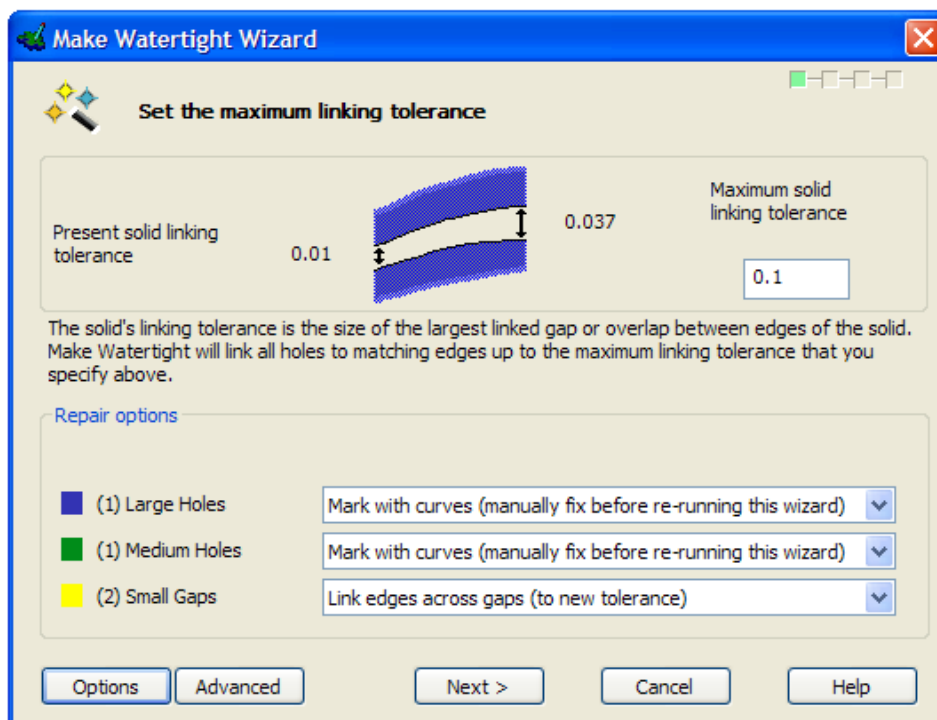 Make Watertight Wizard
Set the maximum linking tolerance
Present solid linking
tolerance
0.01
0.037
Maximum solid
linking tolerance
0.1
The solid's linking tolerance is the size of the largest linked gap or overlap between edges of the solid.
Make Watertight will link all holes to matching edges up to the maximum linking tolerance that you
specify above.
Repair options
(1) Large Holes
Mark with curves (manually fix before re-running this wizard)
(1) Medium Holes
Mark with curves (manually fix before re-running this wizard)
(2) Small Gaps
Link edges across gaps (to new tolerance)
Options
Advanced
Next >
Cancel
Help